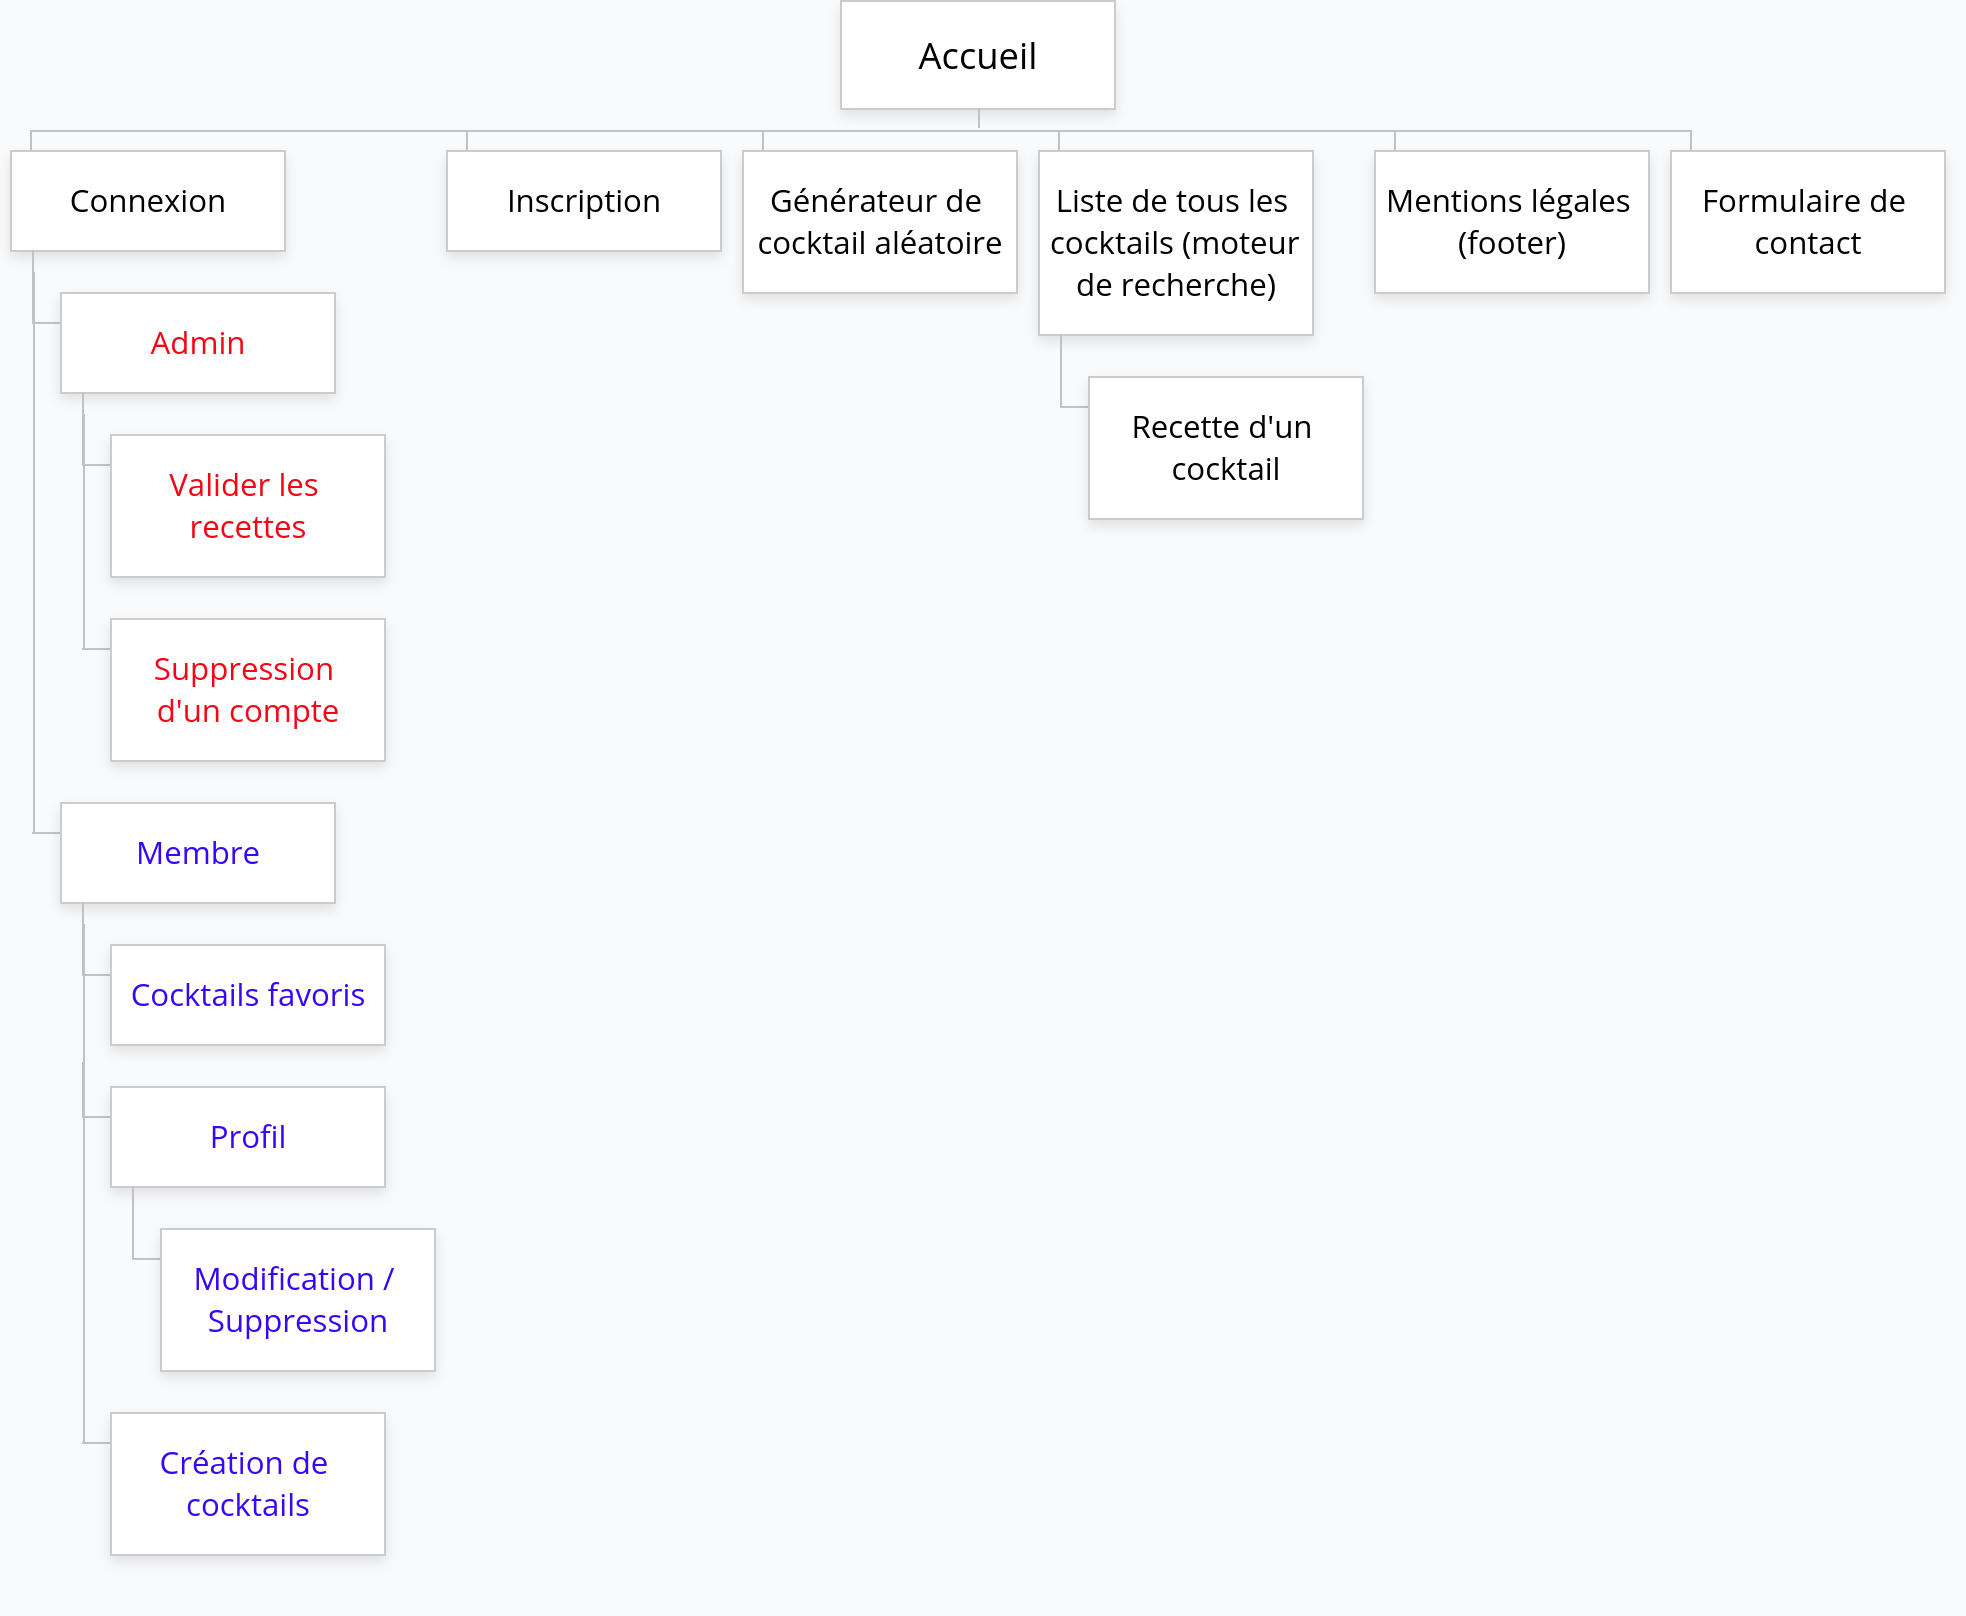 Accueil
Connexion
Inscription
Générateur de
cocktail aléatoire
Liste de tous les
cocktails (moteur
de recherche)
Mentions légales
(footer)
Formulaire de
contact
Admin
Valider les
recettes
Suppression
d'un compte
Membre
Cocktails favoris
Profil
Modification /
Suppression
Création de
cocktails
Recette d'un
cocktail